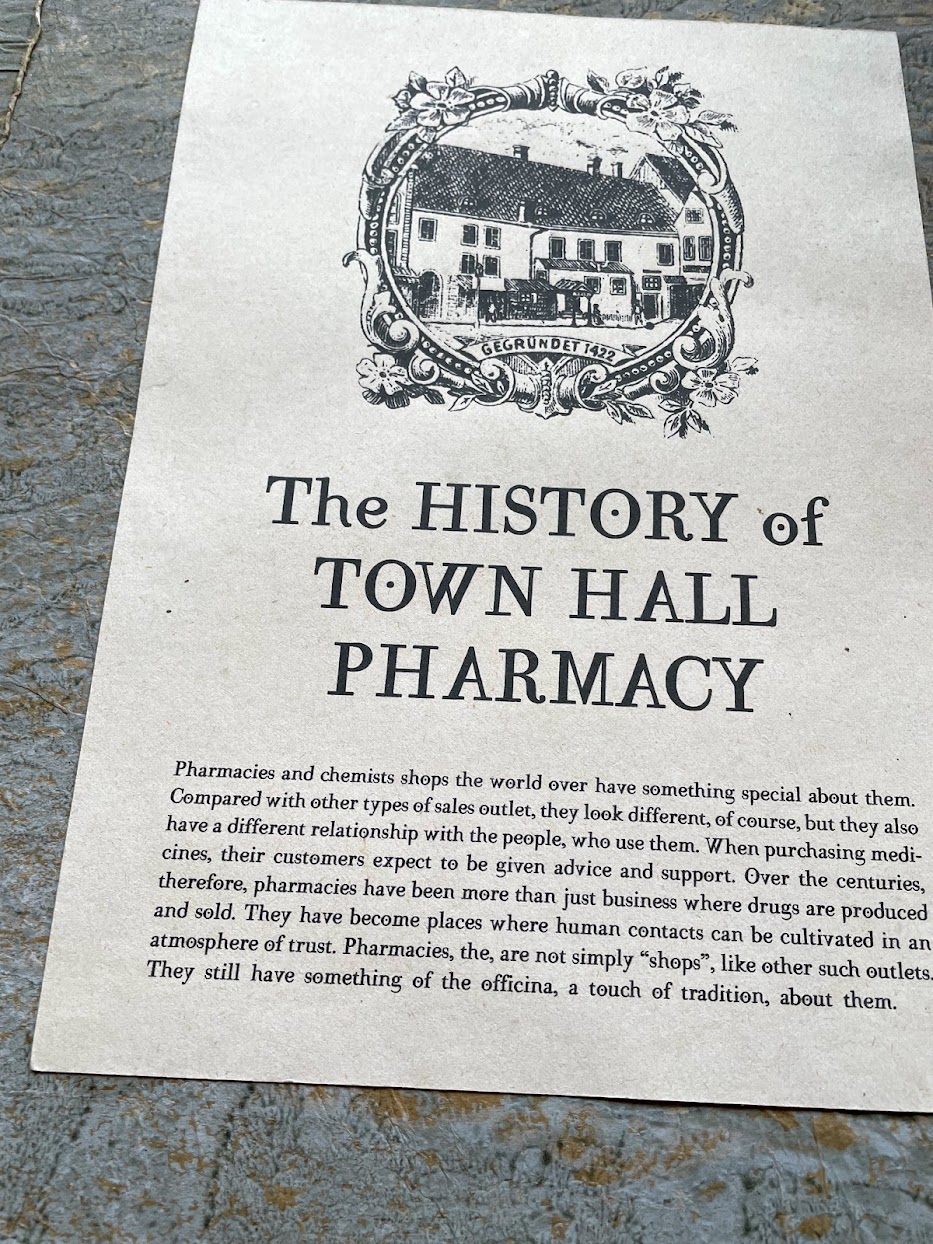 GEGRÜNDET 1422
The HISTORY of
TOWN HALL
PHARMACY
Pharmacies and chemists shops the world over have something special about them.
Compared with other types of sales outlet, they look different, of course, but they also
have a different relationship with the people, who use them. When purchasing medi-
cines, their customers expect to be given advice and support. Over the centuries,
therefore, pharmacies have been more than just business where drugs are produced
and sold. They have become places where human contacts can be cultivated in an
atmosphere of trust. Pharmacies, the, are not simply “shops”, like other such outlets.
They still have something of the officina, a touch of tradition, about them.